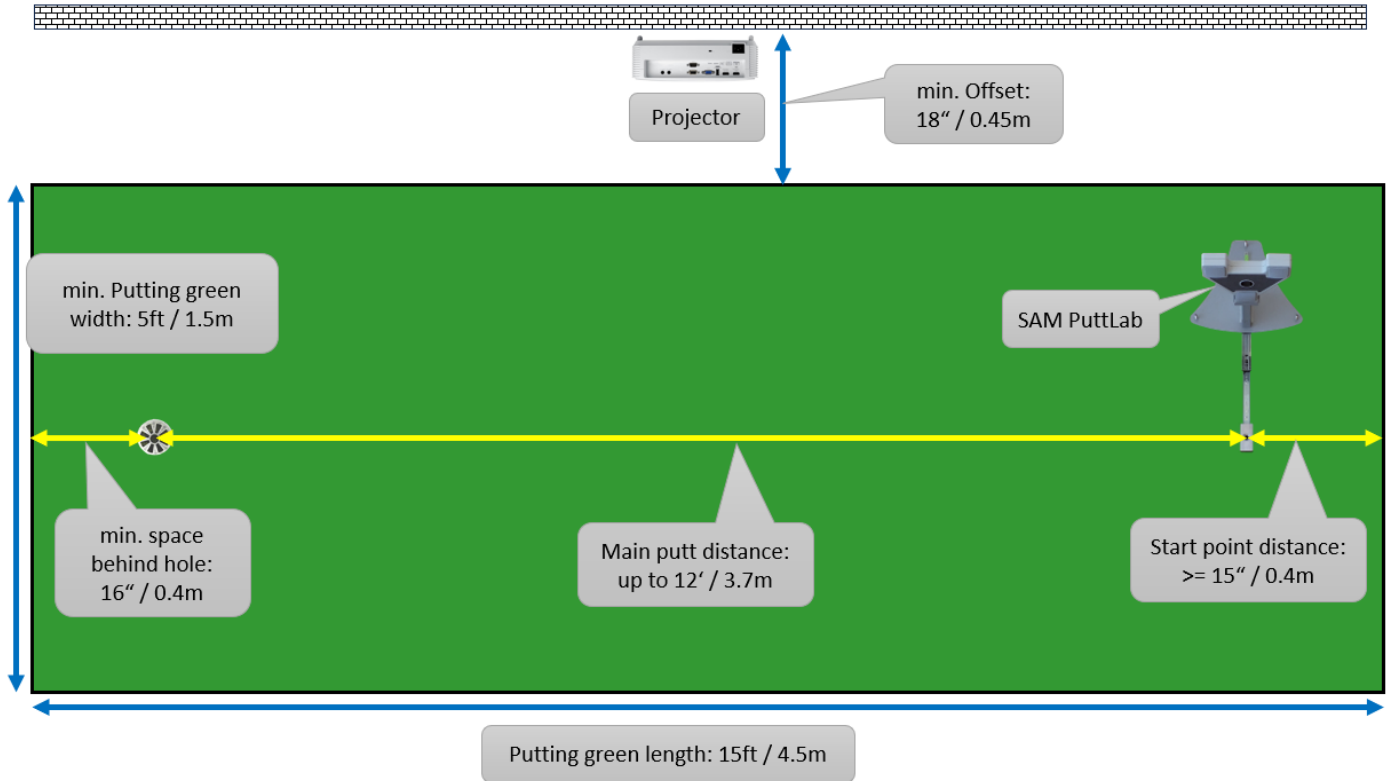 Projector
min. Offset:
18“ / 0.45m
min. Putting green
width: 5ft / 1.5m
SAM PuttLab
min. space
behind hole:
16“ / 0.4m
Main putt distance:
up to 12‘ / 3.7m
Start point distance:
>= 15“ / 0.4m
Putting green length: 15ft / 4.5m